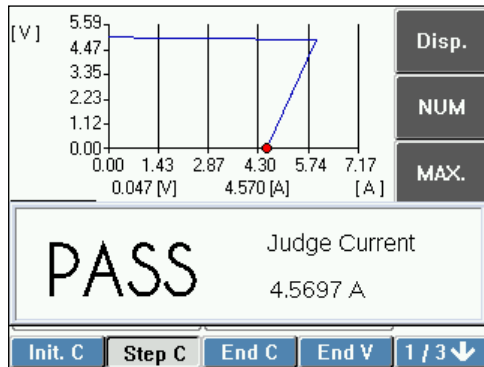 [V]
5.59
4.47
3.35
2.23
1.12
0.00
0.00 1.43 2.87 4.30 5.74 7.17
0.047 [V] 4.570 [A] [A]
Disp.
NUM
MAX.
PASS
Judge Current
4.5697 A
Init. C Step C End C End V 1/3